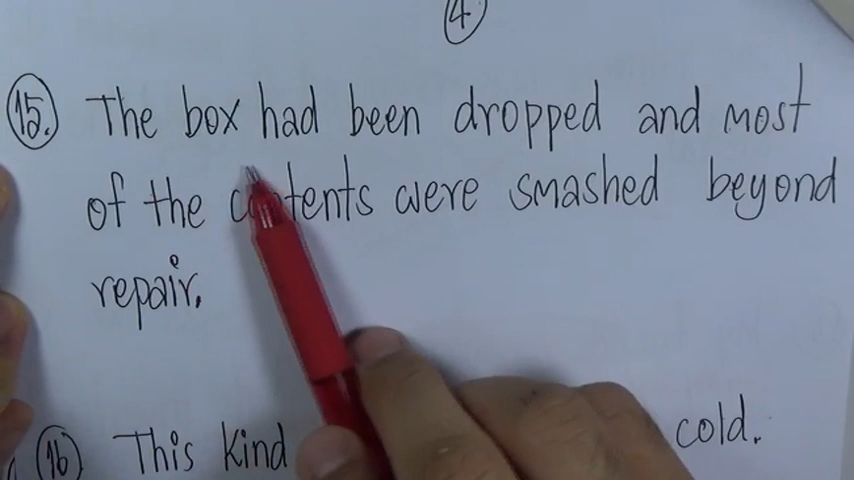 4
15. The box had been dropped and most
of the contents were smashed beyond
repair.
16 This kind cold.